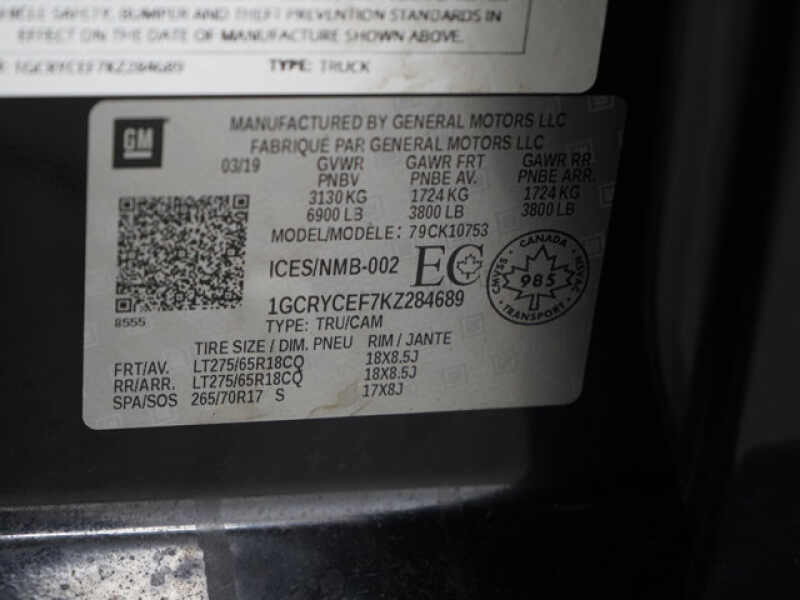 VEHICLE SAFETY, BUMPER AND THEFT PREVENTION STANDARDS IN
EFFECT ON THE DATE OF MANUFACTURE SHOWN ABOVE.
1GCRYCEF7KZ284689 TYPE: TRUCK
GM
MANUFACTURED BY GENERAL MOTORS LLC
FABRIQUÉ PAR GENERAL MOTORS LLC
03/19 GVWR GAWR FRT GAWR RR.
PNBV PNBE AV. PNBE ARR.
3130 KG 1724 KG 1724 KG
6900 LB 3800 LB 3800 LB
MODEL/MODÈLE: 79CK10753
ICES/NMB-002 EC
CANADA
CMVSS 985 NSVAC
TRANSPORT
1GCRYCEF7KZ284689
TYPE: TRU/CAM
8555
TIRE SIZE / DIM. PNEU RIM / JANTE
FRT/AV. LT275/65R18CQ 18X8.5J
RR/ARR. LT275/65R18CQ 18X8.5J
SPA/SOS 265/70R17 S 17X8J